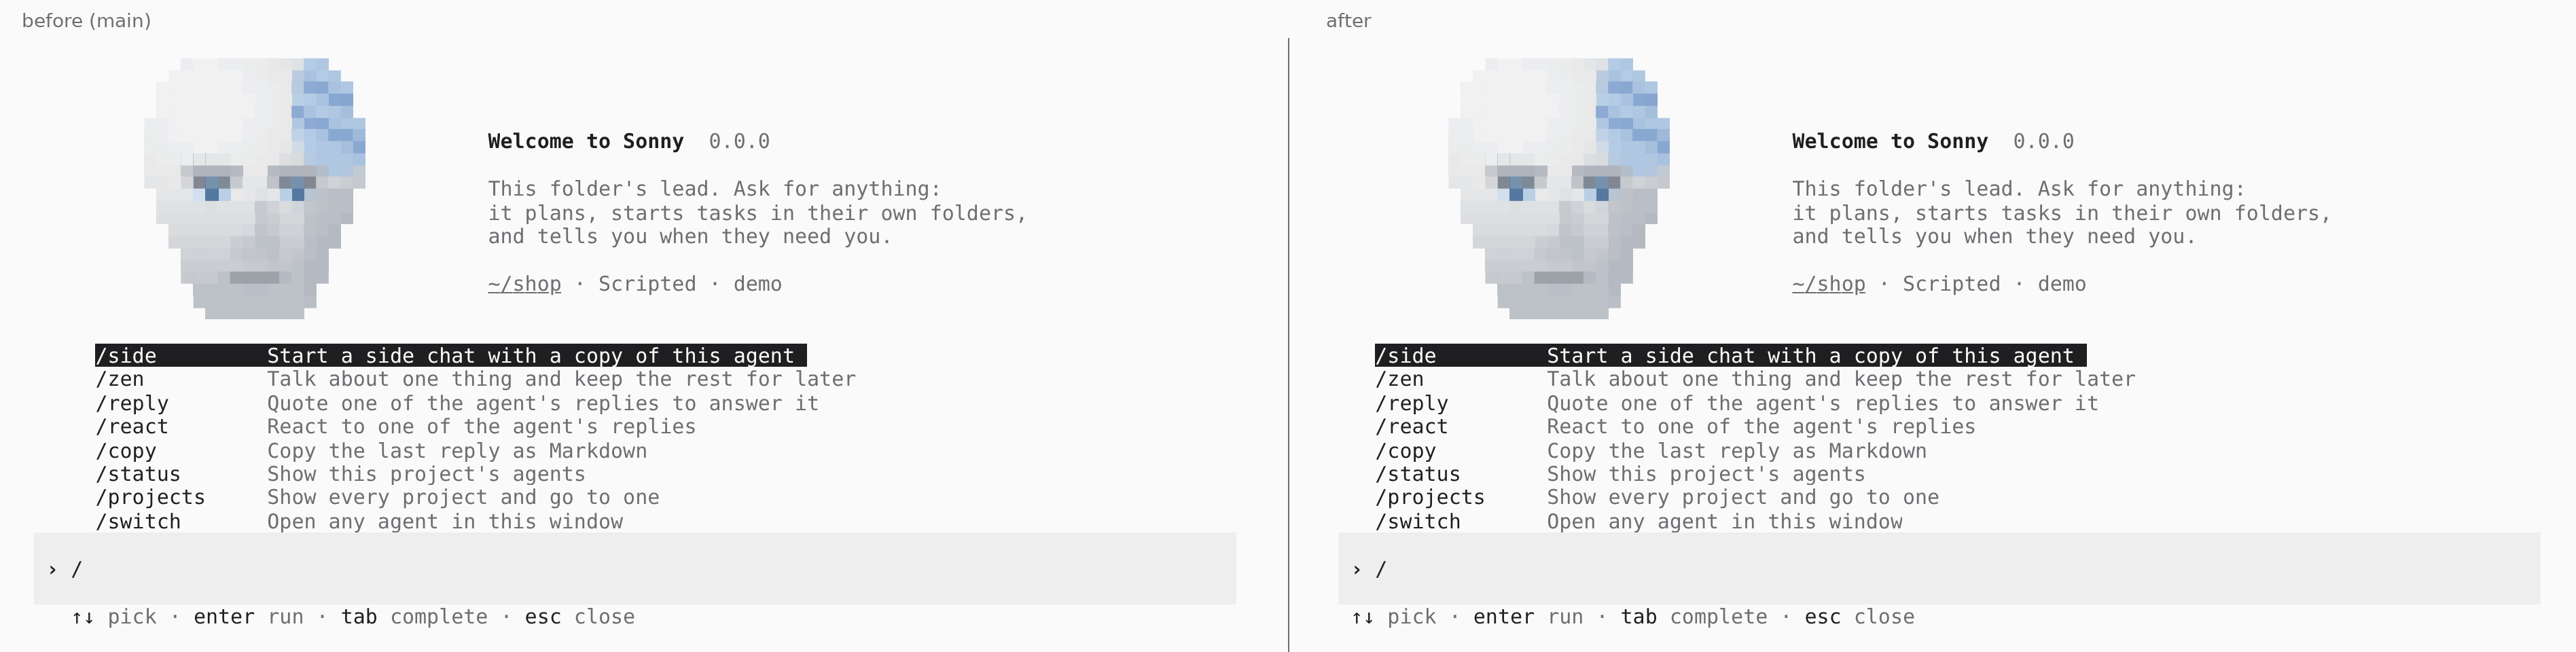 before (main)
Welcome to Sonny 0.0.0
This folder's lead. Ask for anything:
it plans, starts tasks in their own folders,
and tells you when they need you.
~/shop · Scripted · demo
/side Start a side chat with a copy of this agent
/zen Talk about one thing and keep the rest for later
/reply Quote one of the agent's replies to answer it
/react React to one of the agent's replies
/copy Copy the last reply as Markdown
/status Show this project's agents
/projects Show every project and go to one
/switch Open any agent in this window
› /
↑↓ pick · enter run · tab complete · esc close
after
Welcome to Sonny 0.0.0
This folder's lead. Ask for anything:
it plans, starts tasks in their own folders,
and tells you when they need you.
~/shop · Scripted · demo
/side Start a side chat with a copy of this agent
/zen Talk about one thing and keep the rest for later
/reply Quote one of the agent's replies to answer it
/react React to one of the agent's replies
/copy Copy the last reply as Markdown
/status Show this project's agents
/projects Show every project and go to one
/switch Open any agent in this window
› /
↑↓ pick · enter run · tab complete · esc close